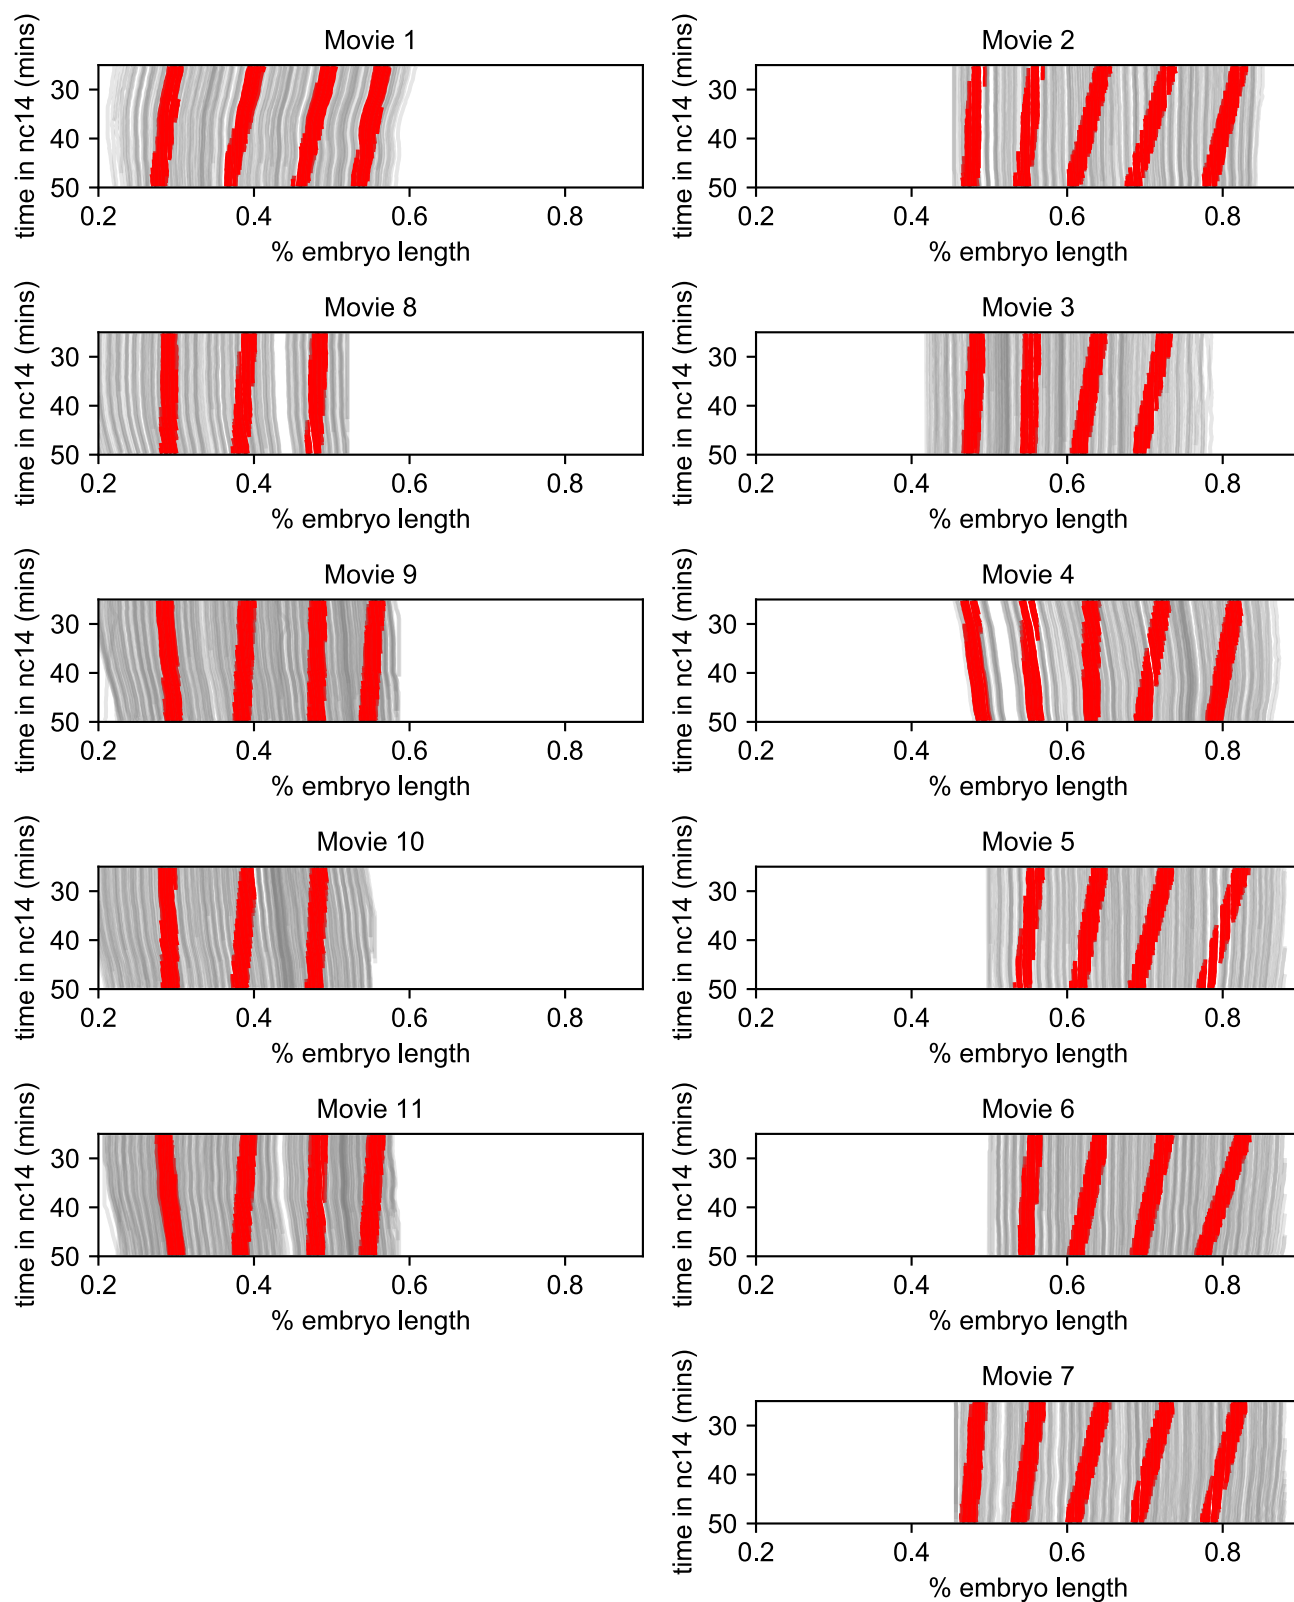 Movie 1
time in nc14 (mins)
30
40
50
0.2 0.4 0.6 0.8
% embryo length
Movie 2
time in nc14 (mins)
30
40
50
0.2 0.4 0.6 0.8
% embryo length
Movie 8
time in nc14 (mins)
30
40
50
0.2 0.4 0.6 0.8
% embryo length
Movie 3
time in nc14 (mins)
30
40
50
0.2 0.4 0.6 0.8
% embryo length
Movie 9
time in nc14 (mins)
30
40
50
0.2 0.4 0.6 0.8
% embryo length
Movie 4
time in nc14 (mins)
30
40
50
0.2 0.4 0.6 0.8
% embryo length
Movie 10
time in nc14 (mins)
30
40
50
0.2 0.4 0.6 0.8
% embryo length
Movie 5
time in nc14 (mins)
30
40
50
0.2 0.4 0.6 0.8
% embryo length
Movie 11
time in nc14 (mins)
30
40
50
0.2 0.4 0.6 0.8
% embryo length
Movie 6
time in nc14 (mins)
30
40
50
0.2 0.4 0.6 0.8
% embryo length
Movie 7
time in nc14 (mins)
30
40
50
0.2 0.4 0.6 0.8
% embryo length